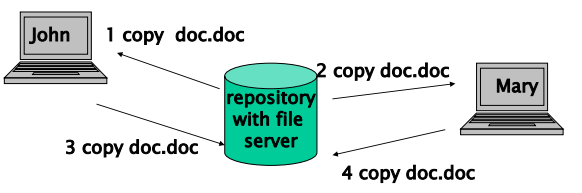 John
1 copy  doc.doc
2 copy doc.doc
Mary
repository
with file
server
3 copy doc.doc
4 copy doc.doc